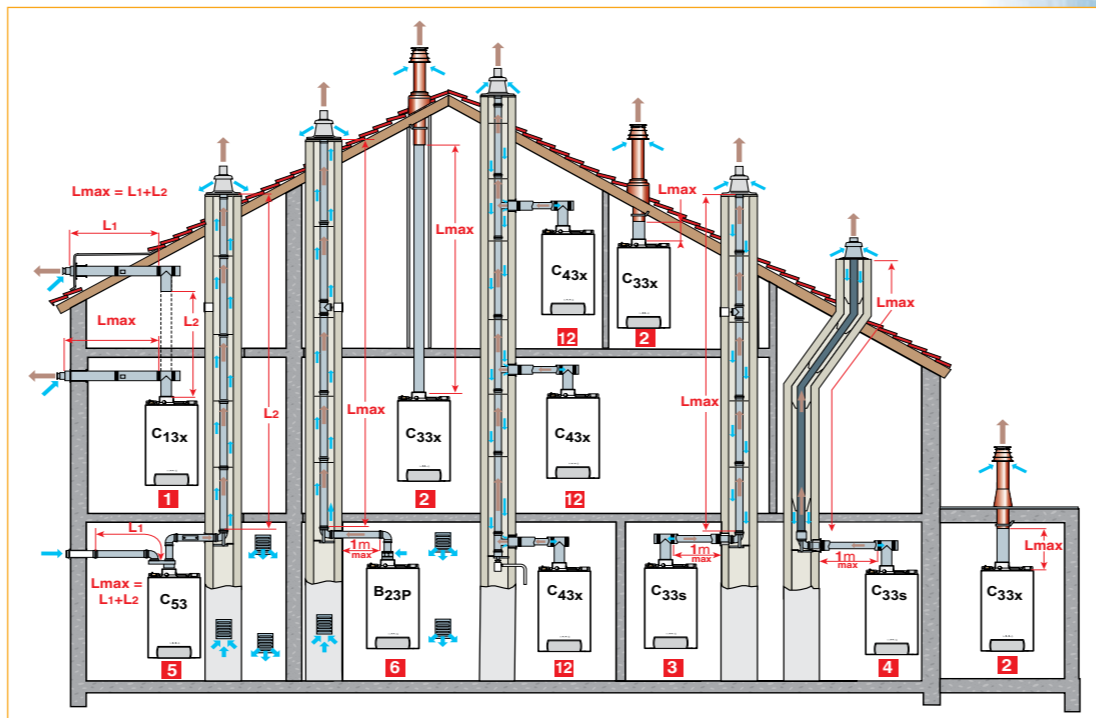 Lmax = L1+L2
L1
Lmax
L2
C13x
1
L1
Lmax =
L1+L2
C53
5
L2
Lmax
1m
max
B23P
6
Lmax
C33x
2
C43x
12
C43x
12
C43x
12
Lmax
C33x
2
Lmax
1m
max
C33s
3
Lmax
1m
max
C33s
4
Lmax
C33x
2